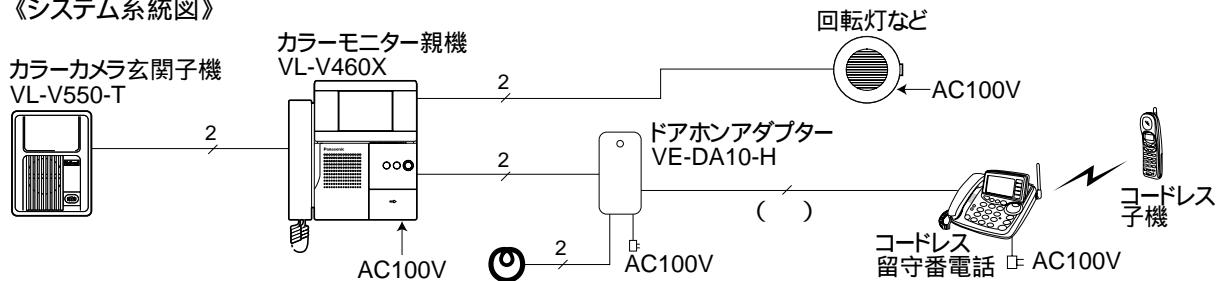 《システム系統図》
回転灯など
カラーモニター親機
VL-V460X
カラーカメラ玄関子機
VL-V550-T
2
AC100V
2
ドアホンアダプター
VE-DA10-H
Panasonic
2
(　)
コードレス
子機
2
AC100V
AC100V
コードレス
留守番電話
AC100V